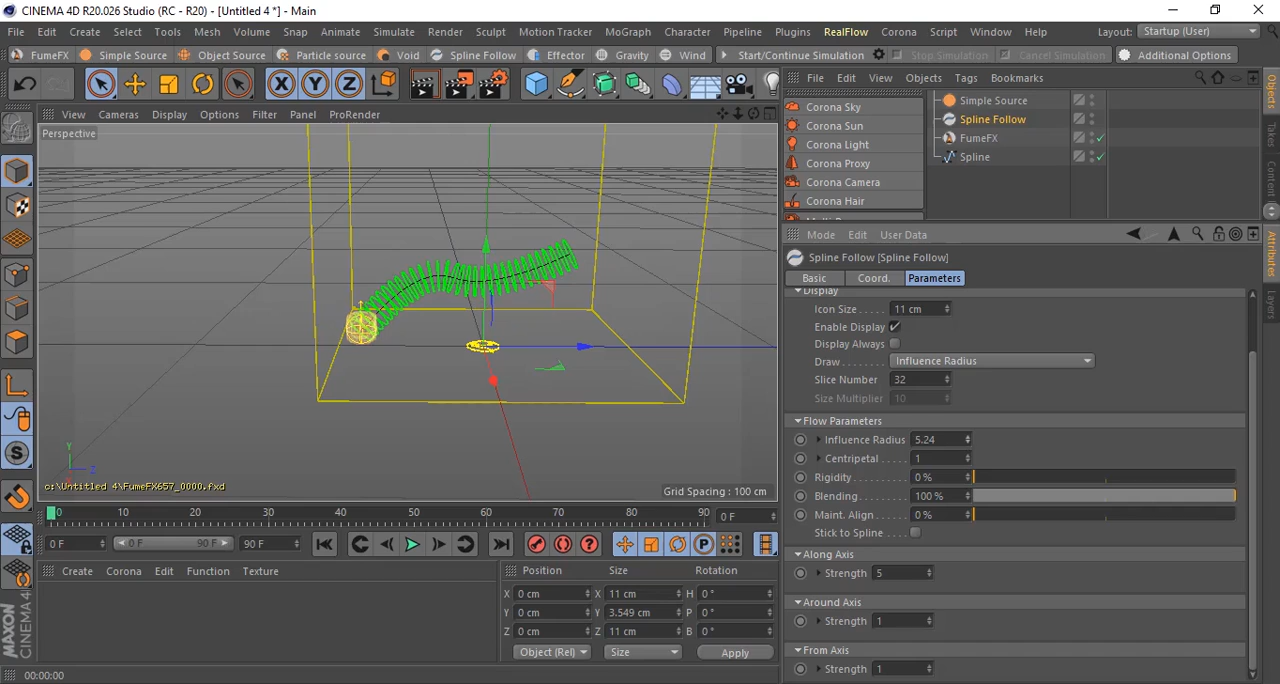 CINEMA 4D R20.026 Studio (RC - R20) - [Untitled 4 *] - Main
File Edit Create Select Tools Mesh Volume Snap Animate Simulate Render Sculpt Motion Tracker MoGraph Character Pipeline Plugins RealFlow Corona Script Window Help Layout: Startup (User)
FumeFX Simple Source Object Source Particle source Void Spline Follow Effector Gravity Wind Start/Continue Simulation Stop Simulation Cancel Simulation Additional Options
X Y Z
File Edit View Objects Tags Bookmarks
View Cameras Display Options Filter Panel ProRender
Perspective
Corona Sky
Corona Sun
Corona Light
Corona Proxy
Corona Camera
Corona Hair
Simple Source
Spline Follow
FumeFX
Spline
Objects
Takes
Attributes
Layers
Mode Edit User Data
Spline Follow [Spline Follow]
Basic Coord. Parameters
Display
Icon Size 11 cm
Enable Display
Display Always
Draw Influence Radius
Slice Number 32
Size Multiplier 10
Flow Parameters
Influence Radius 5.24
Centripetal 1
Rigidity 0 %
Blending 100 %
Maint. Align 0 %
Stick to Spline
Along Axis
Strength 5
Around Axis
Strength 1
From Axis
Strength 1
Y
Z
c:\Untitled 4\FumeFX657_0000.fxd
Grid Spacing : 100 cm
0 10 20 30 40 50 60 70 80 90 0 F
0 F 0 F 90 F 90 F
P
Create Corona Edit Function Texture
Position Size Rotation
X 0 cm X 11 cm H 0 °
Y 0 cm Y 3.549 cm P 0 °
Z 0 cm Z 11 cm B 0 °
Object (Rel) Size Apply
MAXON
CINEMA 4D
00:00:00